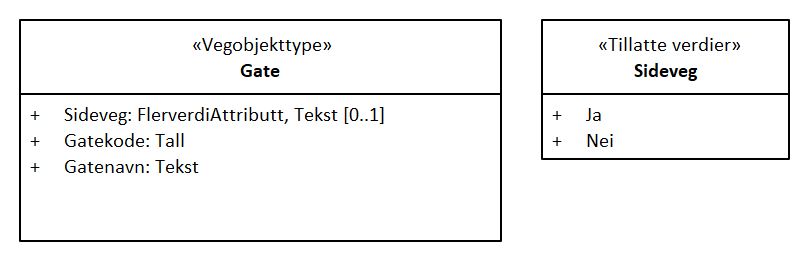 «Vegobjekttype»
Gate
+ Sideveg: FlerverdiAttributt, Tekst [0..1]
+ Gatekode: Tall
+ Gatenavn: Tekst
«Tillatte verdier»
Sideveg
+ Ja
+ Nei